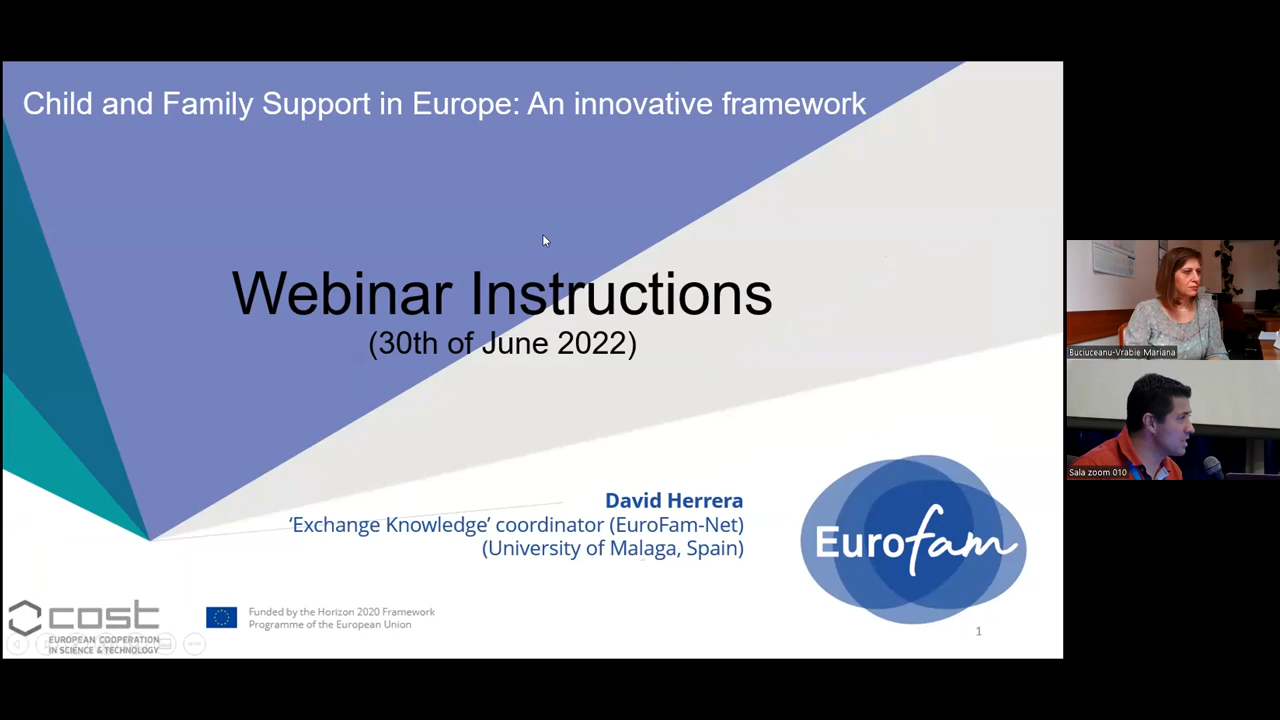 Child and Family Support in Europe: An innovative framework
Webinar Instructions
(30th of June 2022)
David Herrera
‘Exchange Knowledge’ coordinator (EuroFam-Net)
(University of Malaga, Spain)
Eurofam
cost
EUROPEAN COOPERATION
IN SCIENCE & TECHNOLOGY
Funded by the Horizon 2020 Framework
Programme of the European Union
1
Buciuceanu-Vrabie Mariana
Sala zoom 010